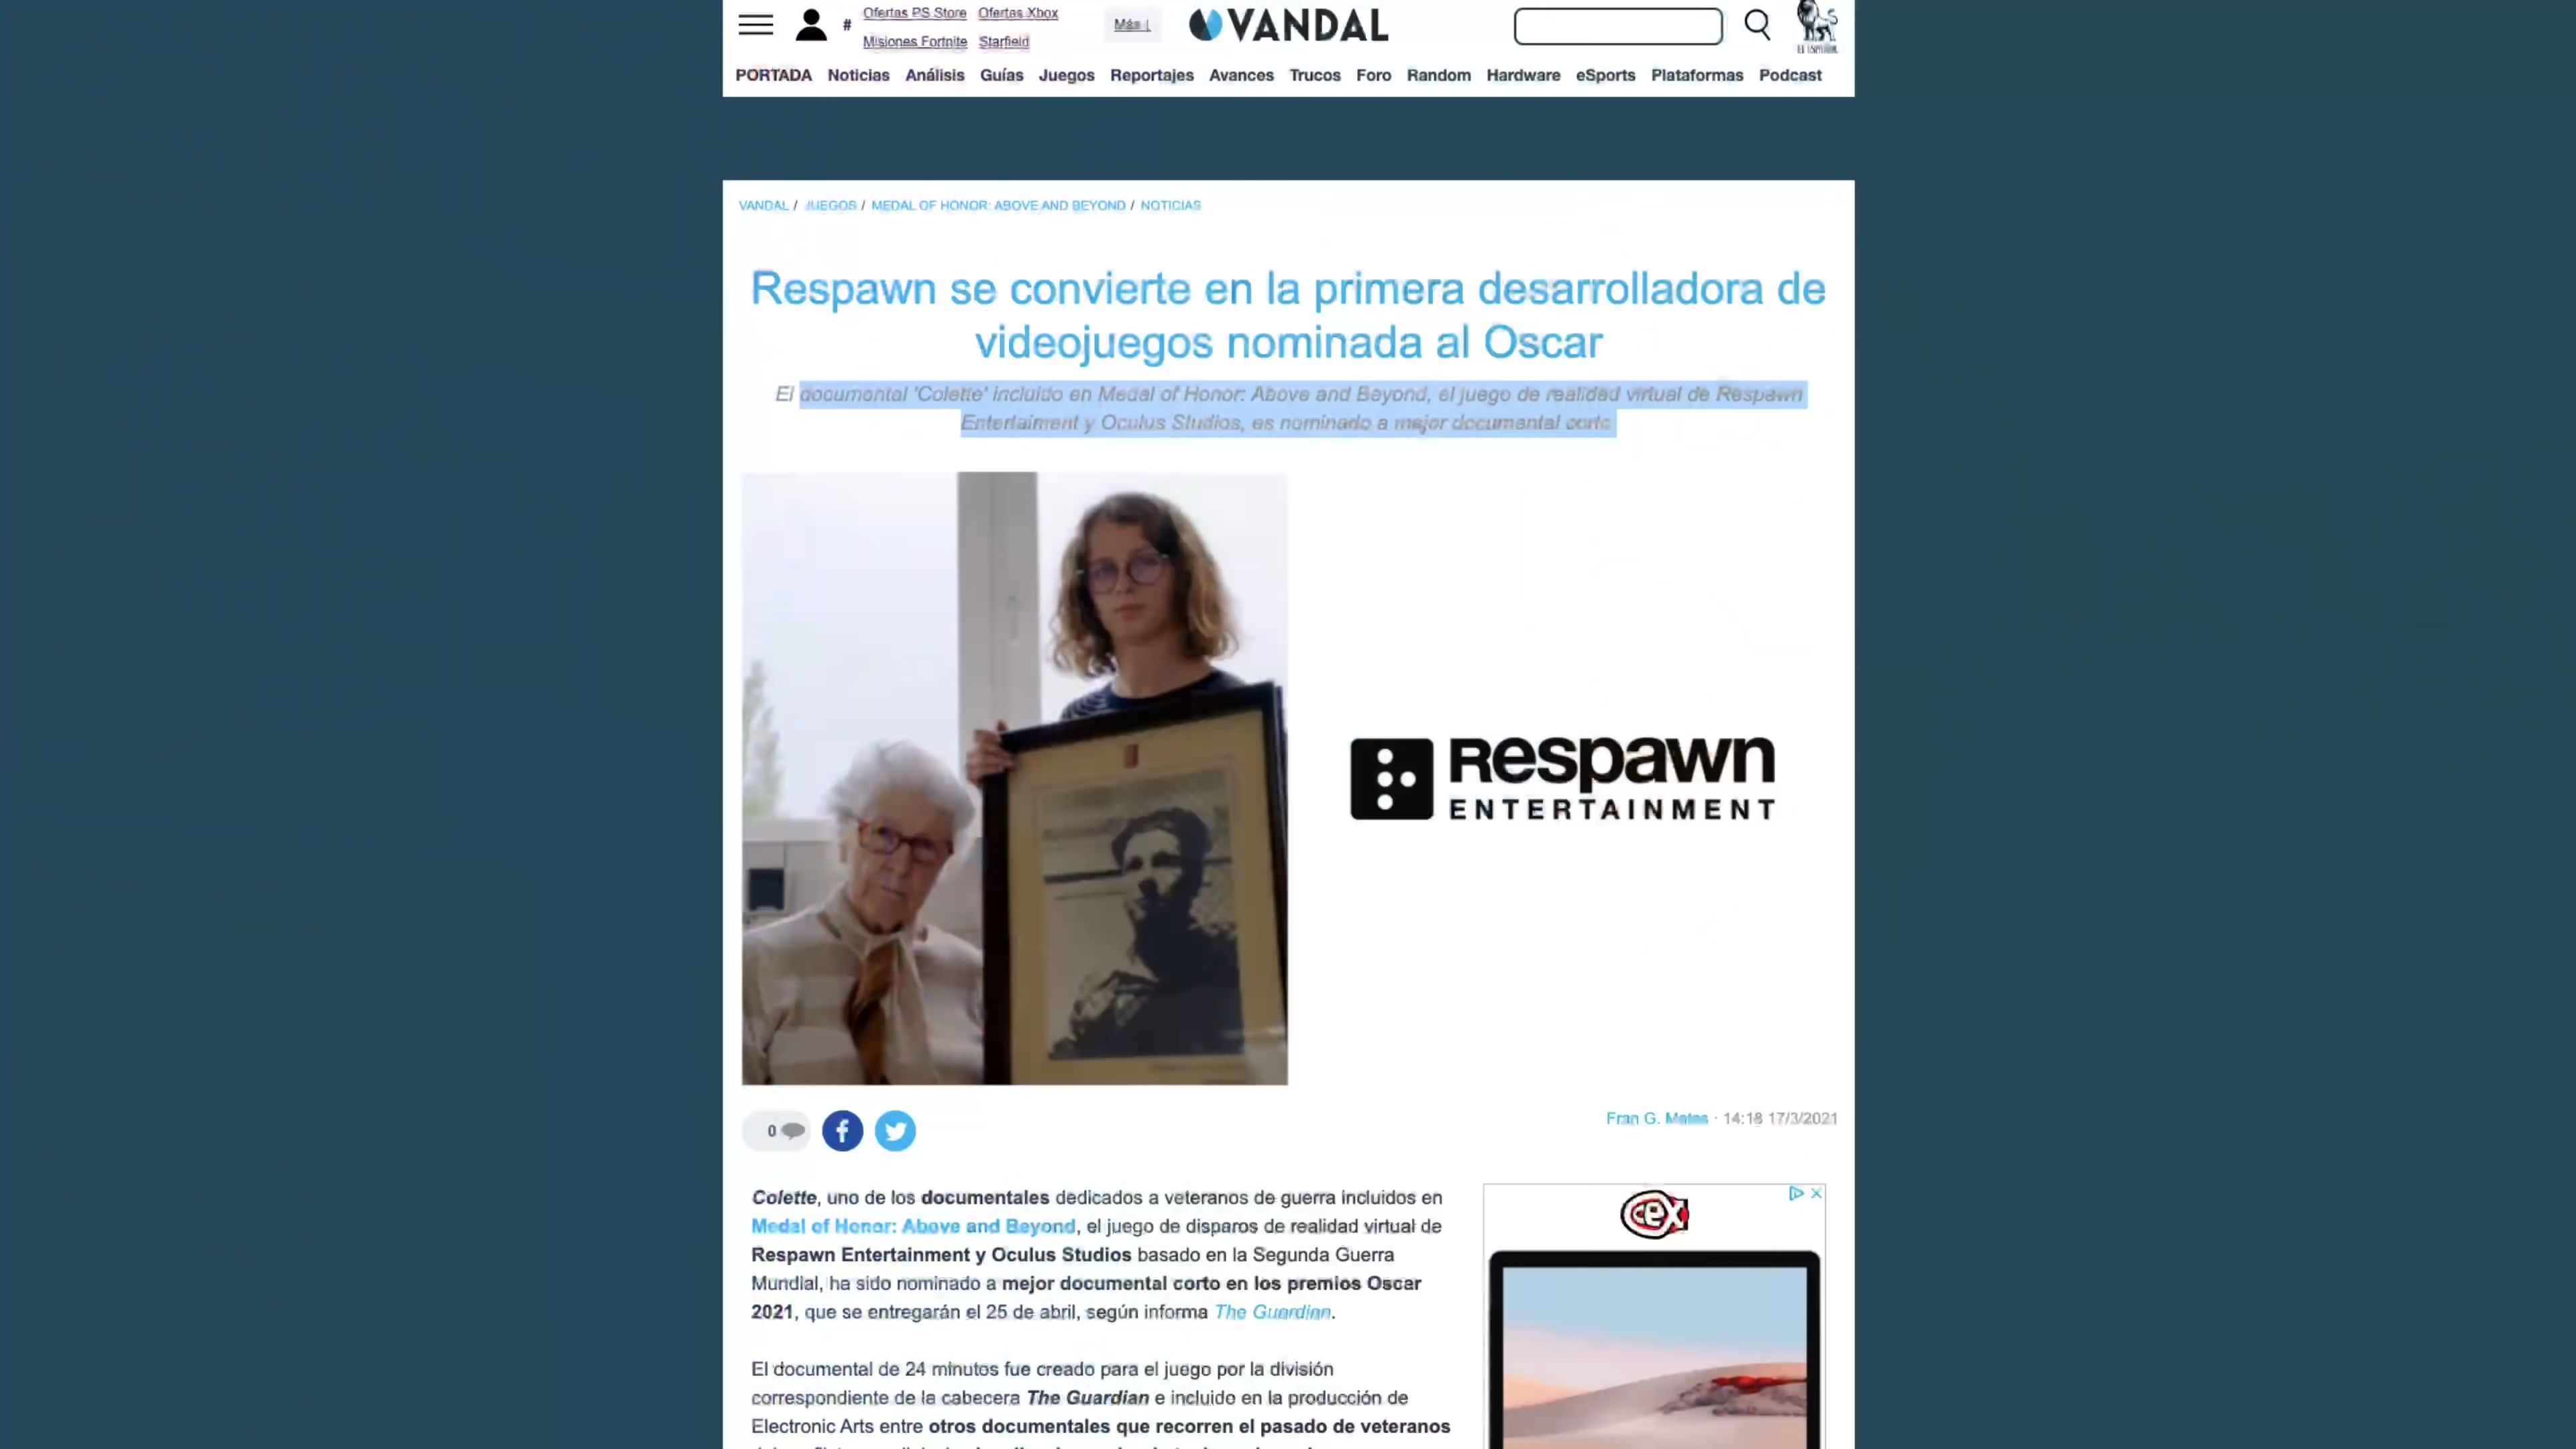 # Ofertas PS Store Ofertas Xbox
Misiones Fortnite Starfield
Más
VANDAL
EL ESPAÑOL
PORTADA Noticias Análisis Guías Juegos Reportajes Avances Trucos Foro Random Hardware eSports Plataformas Podcast
VANDAL / JUEGOS / MEDAL OF HONOR: ABOVE AND BEYOND / NOTICIAS
Respawn se convierte en la primera desarrolladora de
videojuegos nominada al Oscar
El documental 'Colette' incluido en Medal of Honor: Above and Beyond, el juego de realidad virtual de Respawn
Entertaiment y Oculus Studios, es nominado a mejor documental corto
Respawn
ENTERTAINMENT
0
Fran G. Matas · 14:18 17/3/2021
Colette, uno de los documentales dedicados a veteranos de guerra incluidos en
Medal of Honor: Above and Beyond, el juego de disparos de realidad virtual de
Respawn Entertainment y Oculus Studios basado en la Segunda Guerra
Mundial, ha sido nominado a mejor documental corto en los premios Oscar
2021, que se entregarán el 25 de abril, según informa The Guardian.
CeX
El documental de 24 minutos fue creado para el juego por la división
correspondiente de la cabecera The Guardian e incluido en la producción de
Electronic Arts entre otros documentales que recorren el pasado de veteranos